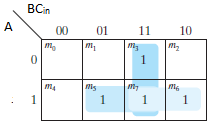 BCin
A 00 01 11 10
0 m0 m1 m3 1 m2
. 1 m4 m5 1 m7 1 m6 1